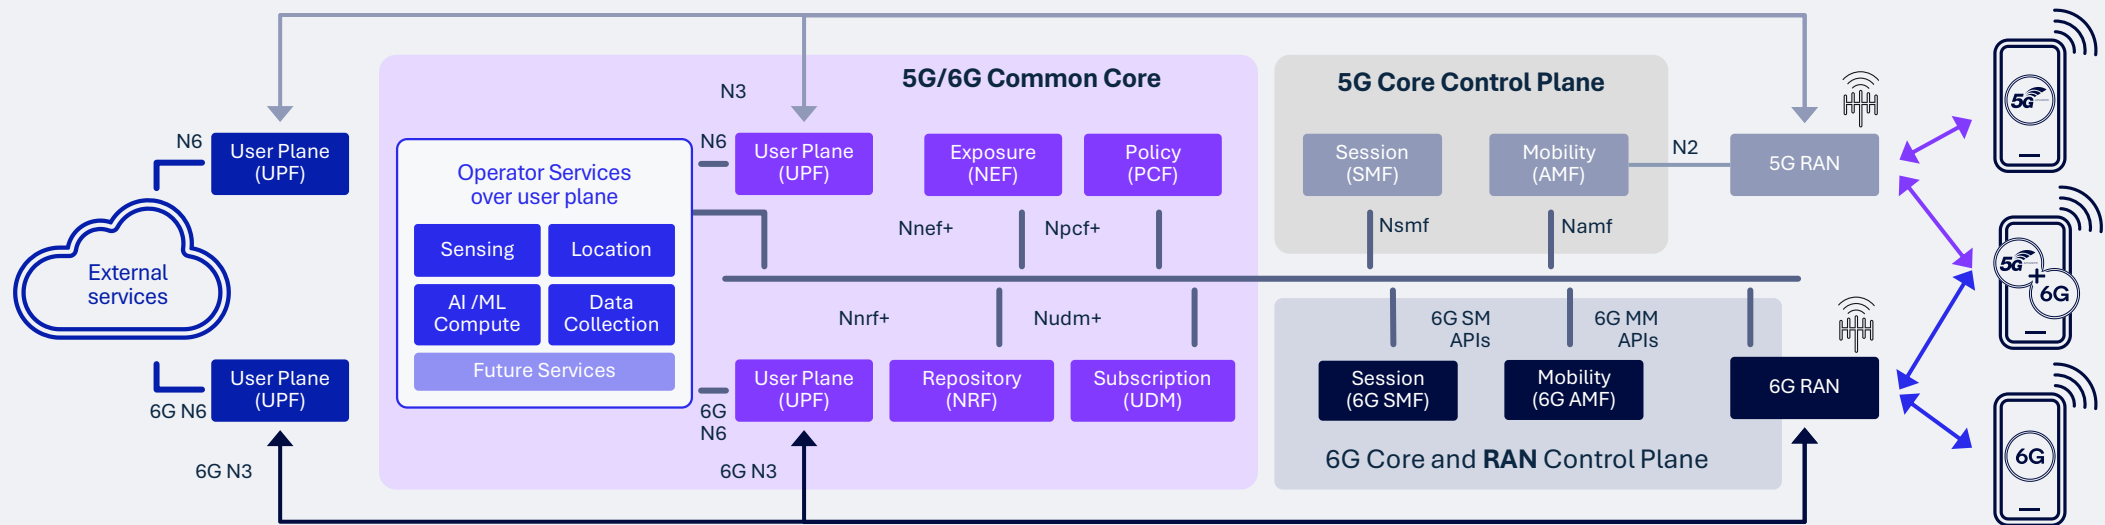 5G/6G Common Core
5G Core Control Plane
N3
N6
User Plane
(UPF)
Operator Services
over user plane
Sensing
Location
AI /ML
Compute
Data
Collection
Future Services
N6
User Plane
(UPF)
Exposure
(NEF)
Policy
(PCF)
Session
(SMF)
Mobility
(AMF)
N2
5G RAN
5G
Nnef+
Npcf+
Nsmf
Namf
External
services
Nnrf+
Nudm+
6G SM
APIs
6G MM
APIs
5G
+
6G
User Plane
(UPF)
6G N6
6G
N6
User Plane
(UPF)
Repository
(NRF)
Subscription
(UDM)
Session
(6G SMF)
Mobility
(6G AMF)
6G RAN
6G N3
6G N3
6G Core and RAN Control Plane
6G